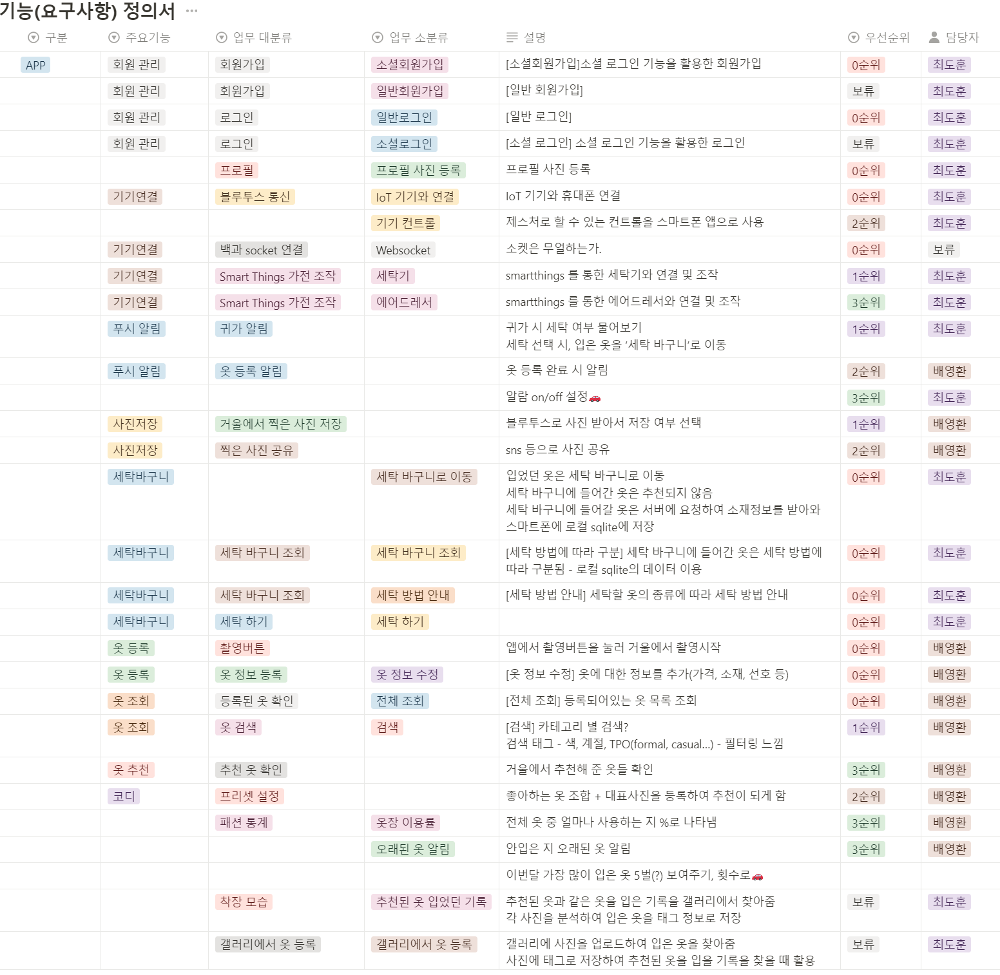 기능(요구사항) 정의서 ···
구분 주요기능 업무 대분류 업무 소분류 설명 우선순위 담당자
APP 회원 관리 회원가입 소셜회원가입 [소셜회원가입]소셜 로그인 기능을 활용한 회원가입 0순위 최도훈
회원 관리 회원가입 일반회원가입 [일반 회원가입] 보류 최도훈
회원 관리 로그인 일반로그인 [일반 로그인] 0순위 최도훈
회원 관리 로그인 소셜로그인 [소셜 로그인] 소셜 로그인 기능을 활용한 로그인 보류 최도훈
프로필 프로필 사진 등록 프로필 사진 등록 0순위 최도훈
기기연결 블루투스 통신 IoT 기기와 연결 IoT 기기와 휴대폰 연결 0순위 최도훈
기기 컨트롤 제스처로 할 수 있는 컨트롤을 스마트폰 앱으로 사용 2순위 최도훈
기기연결 백과 socket 연결 Websocket 소켓은 무얼하는가. 0순위 보류
기기연결 Smart Things 가전 조작 세탁기 smartthings 를 통한 세탁기와 연결 및 조작 1순위 최도훈
기기연결 Smart Things 가전 조작 에어드레서 smartthings 를 통한 에어드레서와 연결 및 조작 3순위 최도훈
푸시 알림 귀가 알림 귀가 시 세탁 여부 물어보기 1순위 최도훈
세탁 선택 시, 입은 옷을 ‘세탁 바구니’로 이동
푸시 알림 옷 등록 알림 옷 등록 완료 시 알림 2순위 배영환
알람 on/off 설정🚗 3순위 최도훈
사진저장 거울에서 찍은 사진 저장 블루투스로 사진 받아서 저장 여부 선택 1순위 배영환
사진저장 찍은 사진 공유 sns 등으로 사진 공유 2순위 배영환
세탁바구니 세탁 바구니로 이동 입었던 옷은 세탁 바구니로 이동 0순위 최도훈
세탁 바구니에 들어간 옷은 추천되지 않음
세탁 바구니에 들어갈 옷은 서버에 요청하여 소재정보를 받아와
스마트폰에 로컬 sqlite에 저장
세탁바구니 세탁 바구니 조회 세탁 바구니 조회 [세탁 방법에 따라 구분] 세탁 바구니에 들어간 옷은 세탁 방법에 0순위 최도훈
따라 구분됨 - 로컬 sqlite의 데이터 이용
세탁바구니 세탁 바구니 조회 세탁 방법 안내 [세탁 방법 안내] 세탁할 옷의 종류에 따라 세탁 방법 안내 0순위 최도훈
세탁바구니 세탁 하기 세탁 하기 0순위 최도훈
옷 등록 촬영버튼 앱에서 촬영버튼을 눌러 거울에서 촬영시작 0순위 배영환
옷 등록 옷 정보 등록 옷 정보 수정 [옷 정보 수정] 옷에 대한 정보를 추가(가격, 소재, 선호 등) 0순위 배영환
옷 조회 등록된 옷 확인 전체 조회 [전체 조회] 등록되어있는 옷 목록 조회 0순위 배영환
옷 조회 옷 검색 검색 [검색] 카테고리 별 검색? 1순위 배영환
검색 태그 - 색, 계절, TPO(formal, casual...) - 필터링 느낌
옷 추천 추천 옷 확인 거울에서 추천해 준 옷들 확인 3순위 배영환
코디 프리셋 설정 좋아하는 옷 조합 + 대표사진을 등록하여 추천이 되게 함 2순위 배영환
패션 통계 옷장 이용률 전체 옷 중 얼마나 사용하는 지 %로 나타냄 3순위 배영환
오래된 옷 알림 안입은 지 오래된 옷 알림 3순위 배영환
이번달 가장 많이 입은 옷 5벌(?) 보여주기, 횟수로🚗
착장 모습 추천된 옷 입었던 기록 추천된 옷과 같은 옷을 입은 기록을 갤러리에서 찾아줌 보류 최도훈
각 사진을 분석하여 입은 옷을 태그 정보로 저장
갤러리에서 옷 등록 갤러리에서 옷 등록 갤러리에 사진을 업로드하여 입은 옷을 찾아줌 보류 최도훈
사진에 태그로 저장하여 추천된 옷을 입을 기록을 찾을 때 활용